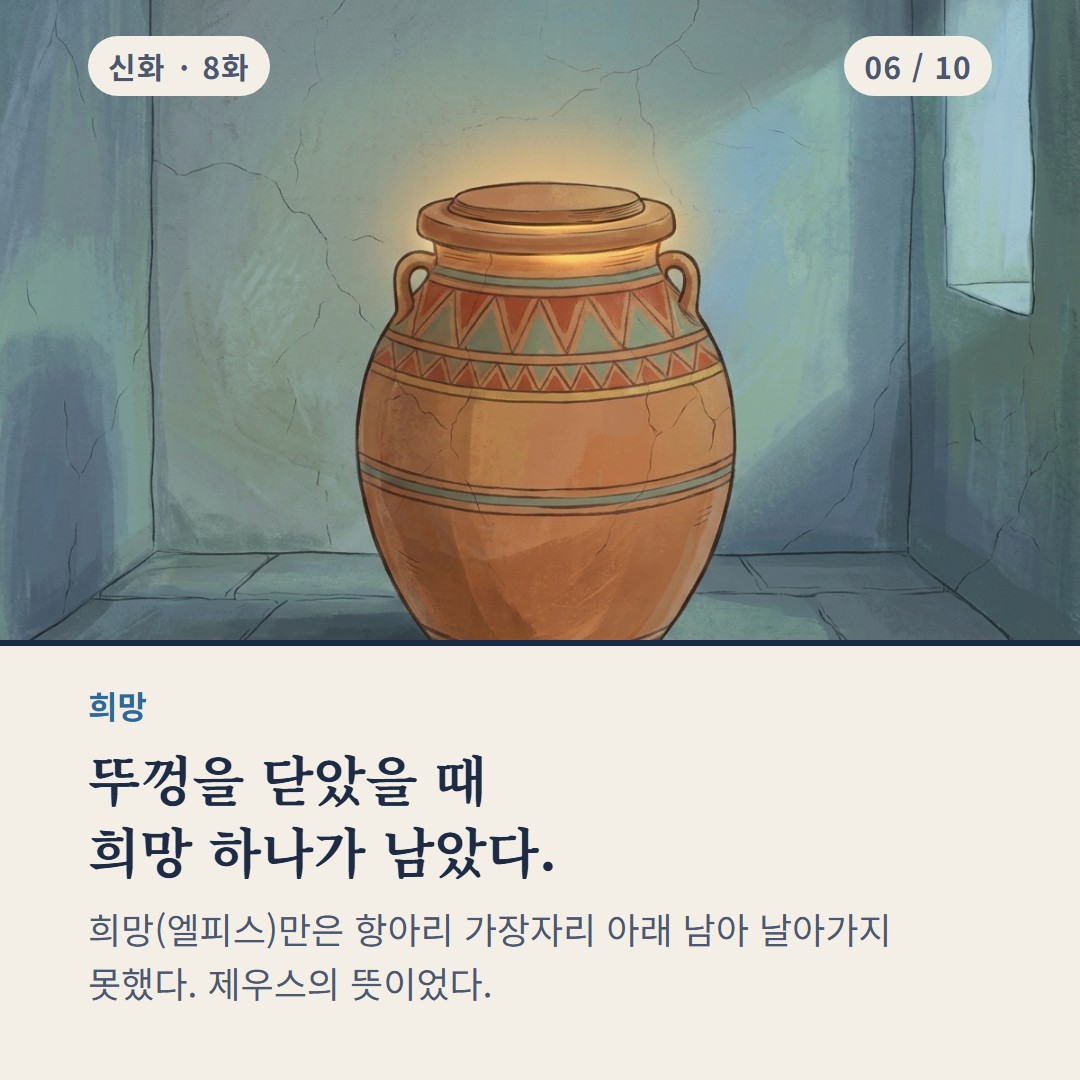 신화 · 8화
06 / 10
희망
뚜껑을 닫았을 때
희망 하나가 남았다.
희망(엘피스)만은 항아리 가장자리 아래 남아 날아가지
못했다. 제우스의 뜻이었다.